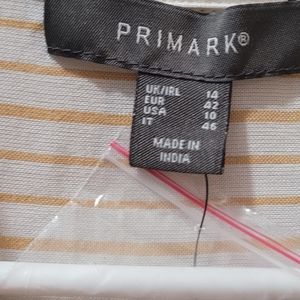 PRIMARK®
UK/IRL 14
EUR 42
USA 10
IT 46
MADE IN
INDIA